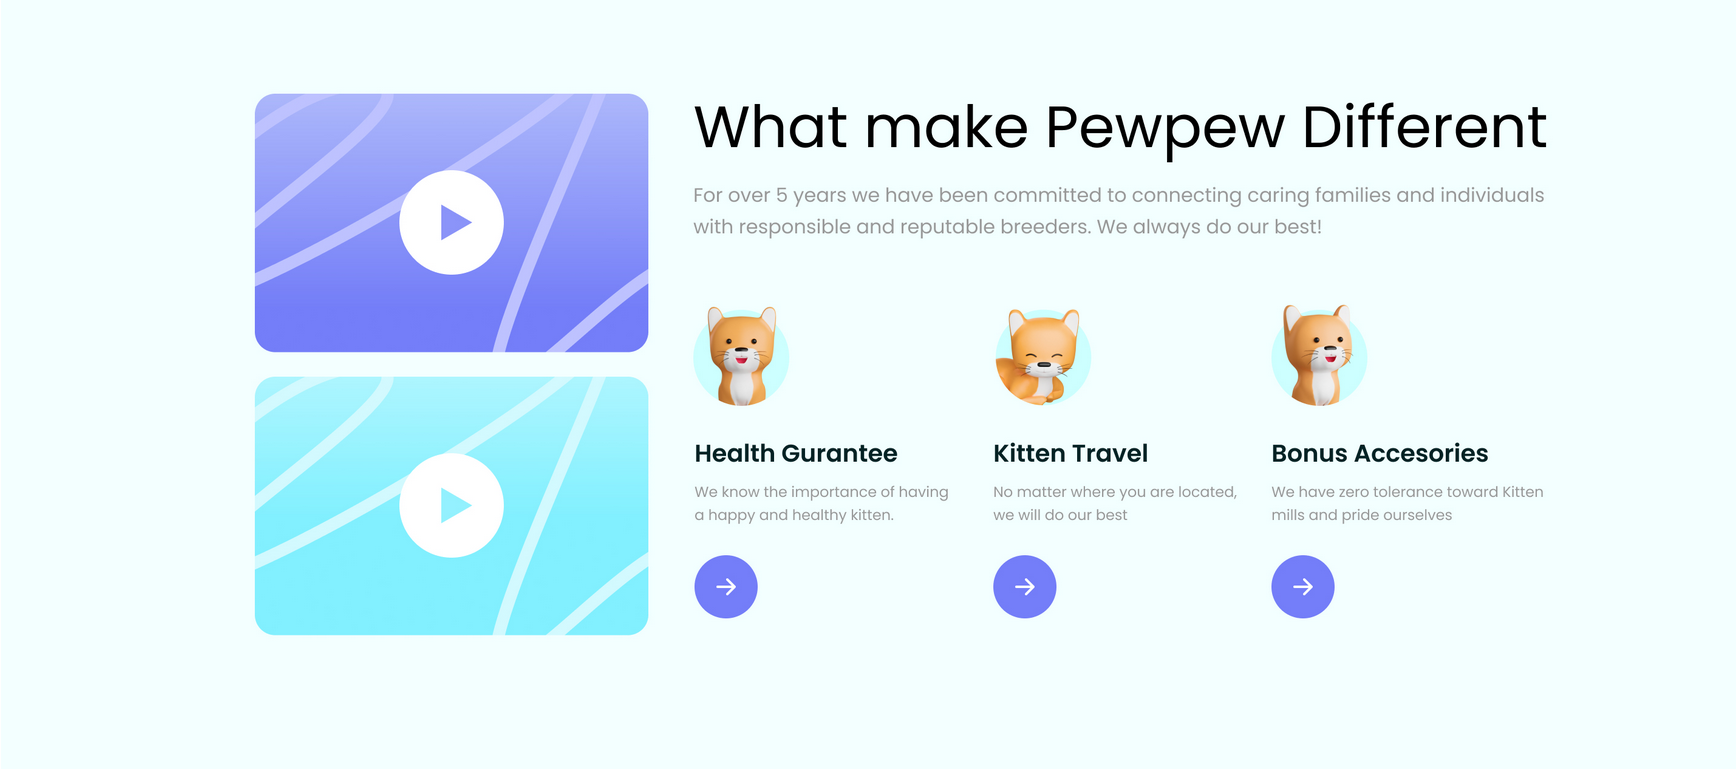 What make Pewpew Different
For over 5 years we have been committed to connecting caring families and individuals
with responsible and reputable breeders. We always do our best!
Health Gurantee
We know the importance of having
a happy and healthy kitten.
Kitten Travel
No matter where you are located,
we will do our best
Bonus Accesories
We have zero tolerance toward Kitten
mills and pride ourselves